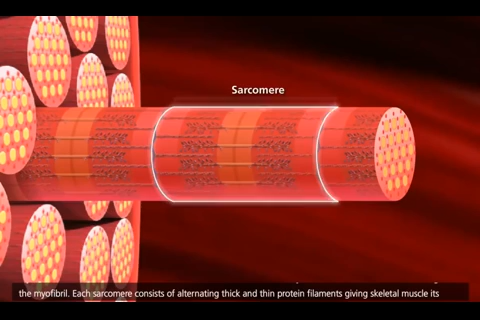 Sarcomere
the myofibril. Each sarcomere consists of alternating thick and thin protein filaments giving skeletal muscle its